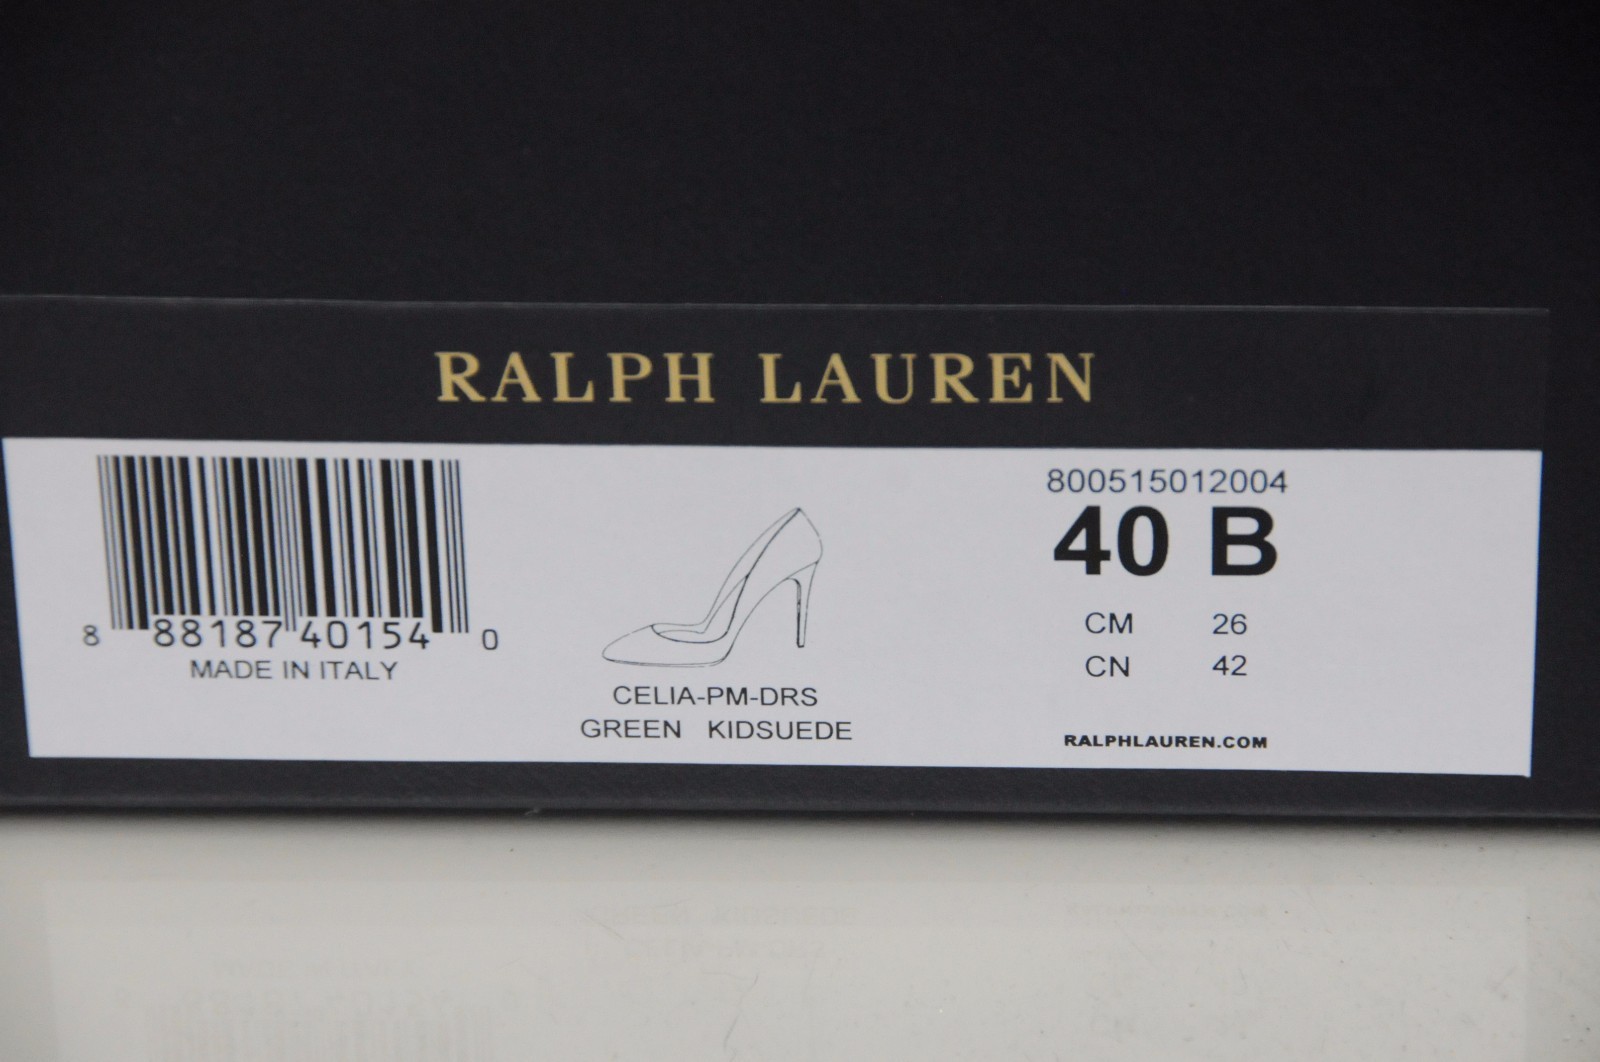 RALPH LAUREN
8 88187 40154 0
MADE IN ITALY
CELIA-PM-DRS
GREEN KIDSUEDE
800515012004
40 B
CM 26
CN 42
RALPHLAUREN.COM